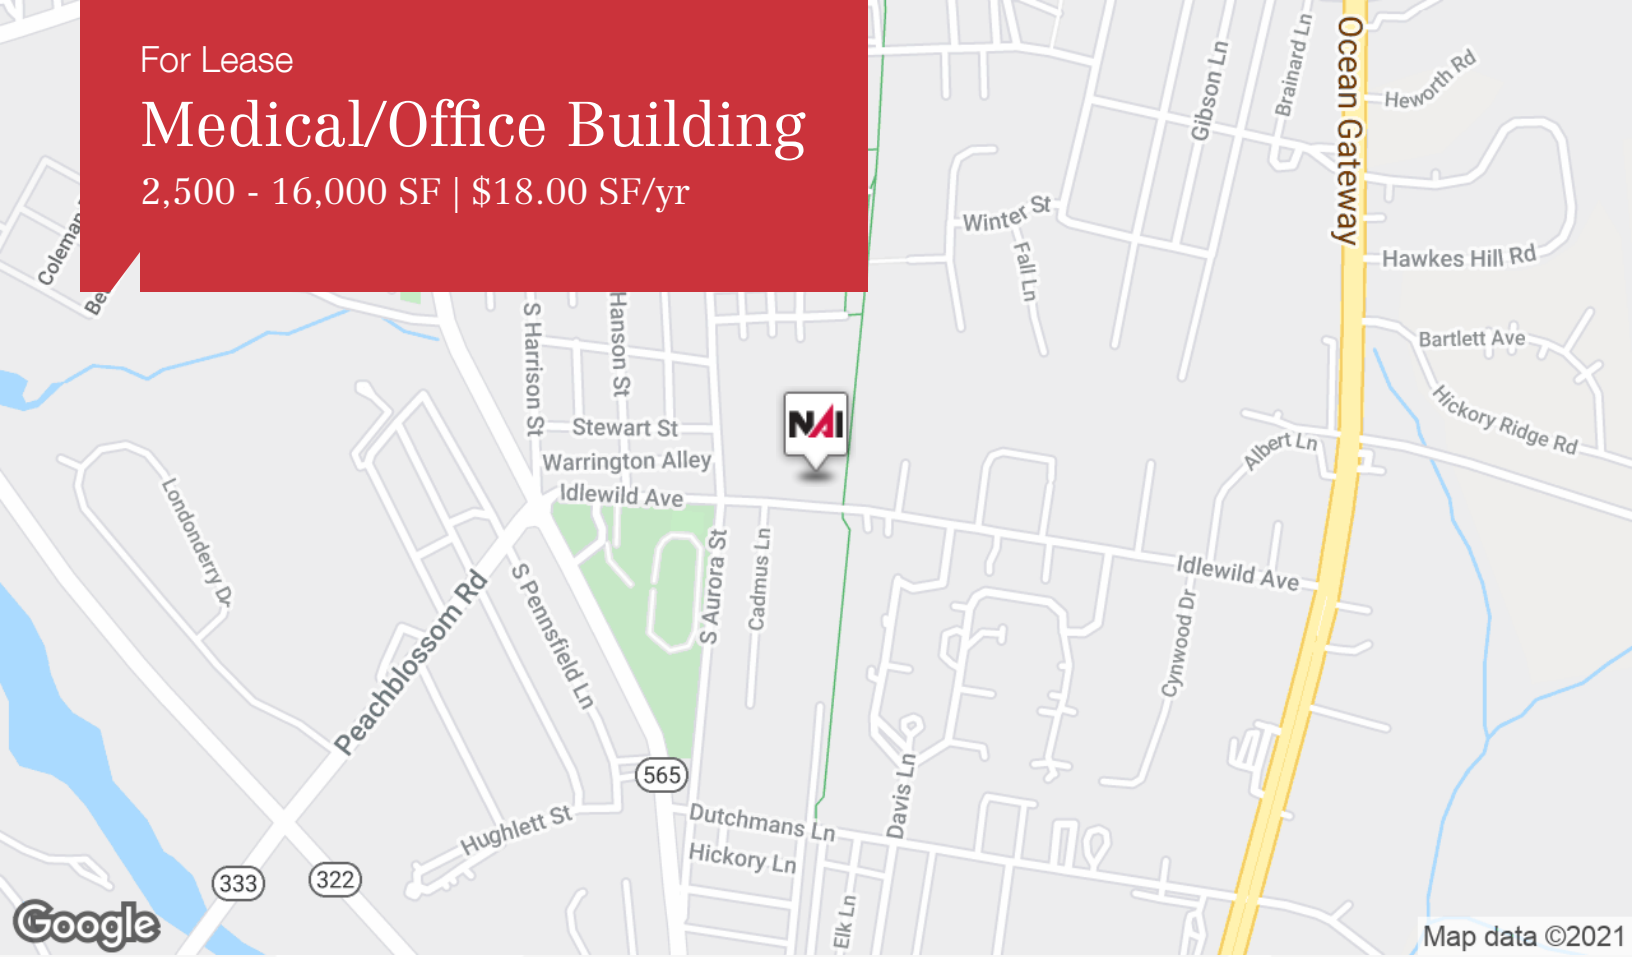 For Lease
Medical/Office Building
2,500 - 16,000 SF | $18.00 SF/yr
Ocean Gateway
Brainard Ln
Gibson Ln
Heworth Rd
Winter St
Fall Ln
Hawkes Hill Rd
Coleman
S Harrison St
Hanson St
Bartlett Ave
Hickory Ridge Rd
NAI
Stewart St
Warrington Alley
Albert Ln
Idlewild Ave
Londonderry Dr
S Aurora St
Cadmus Ln
Idlewild Ave
Peachblossom Rd
S Pennsfield Ln
Cynwood Dr
565
Davis Ln
Hughlett St
Dutchmans Ln
Hickory Ln
333
322
Elk Ln
Google
Map data ©2021